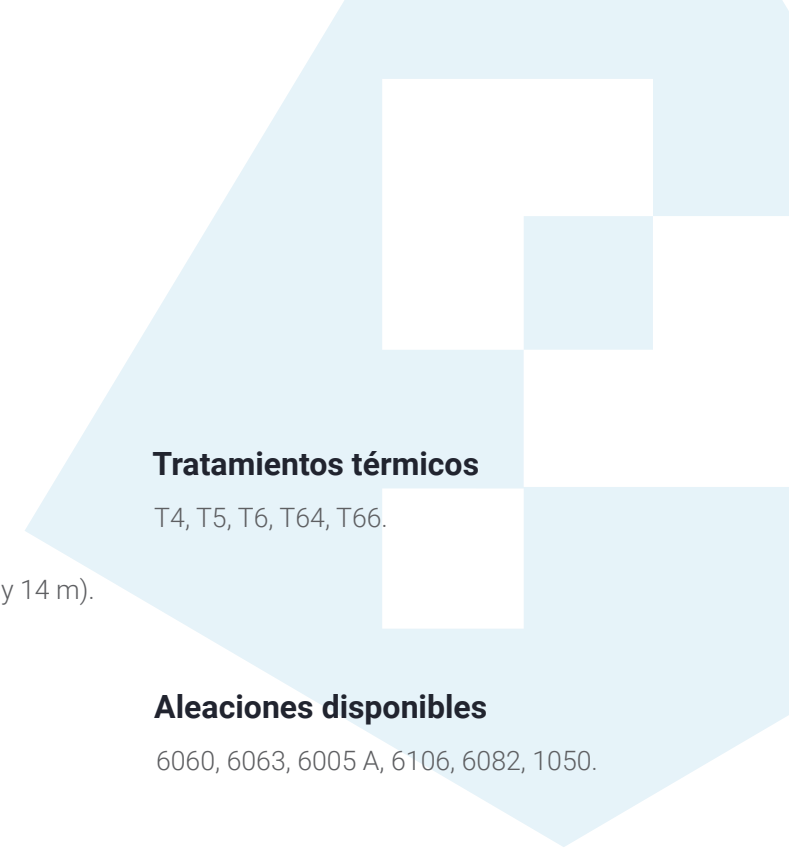 Tratamientos térmicos
T4, T5, T6, T64, T66.
y 14 m).
Aleaciones disponibles
6060, 6063, 6005 A, 6106, 6082, 1050.